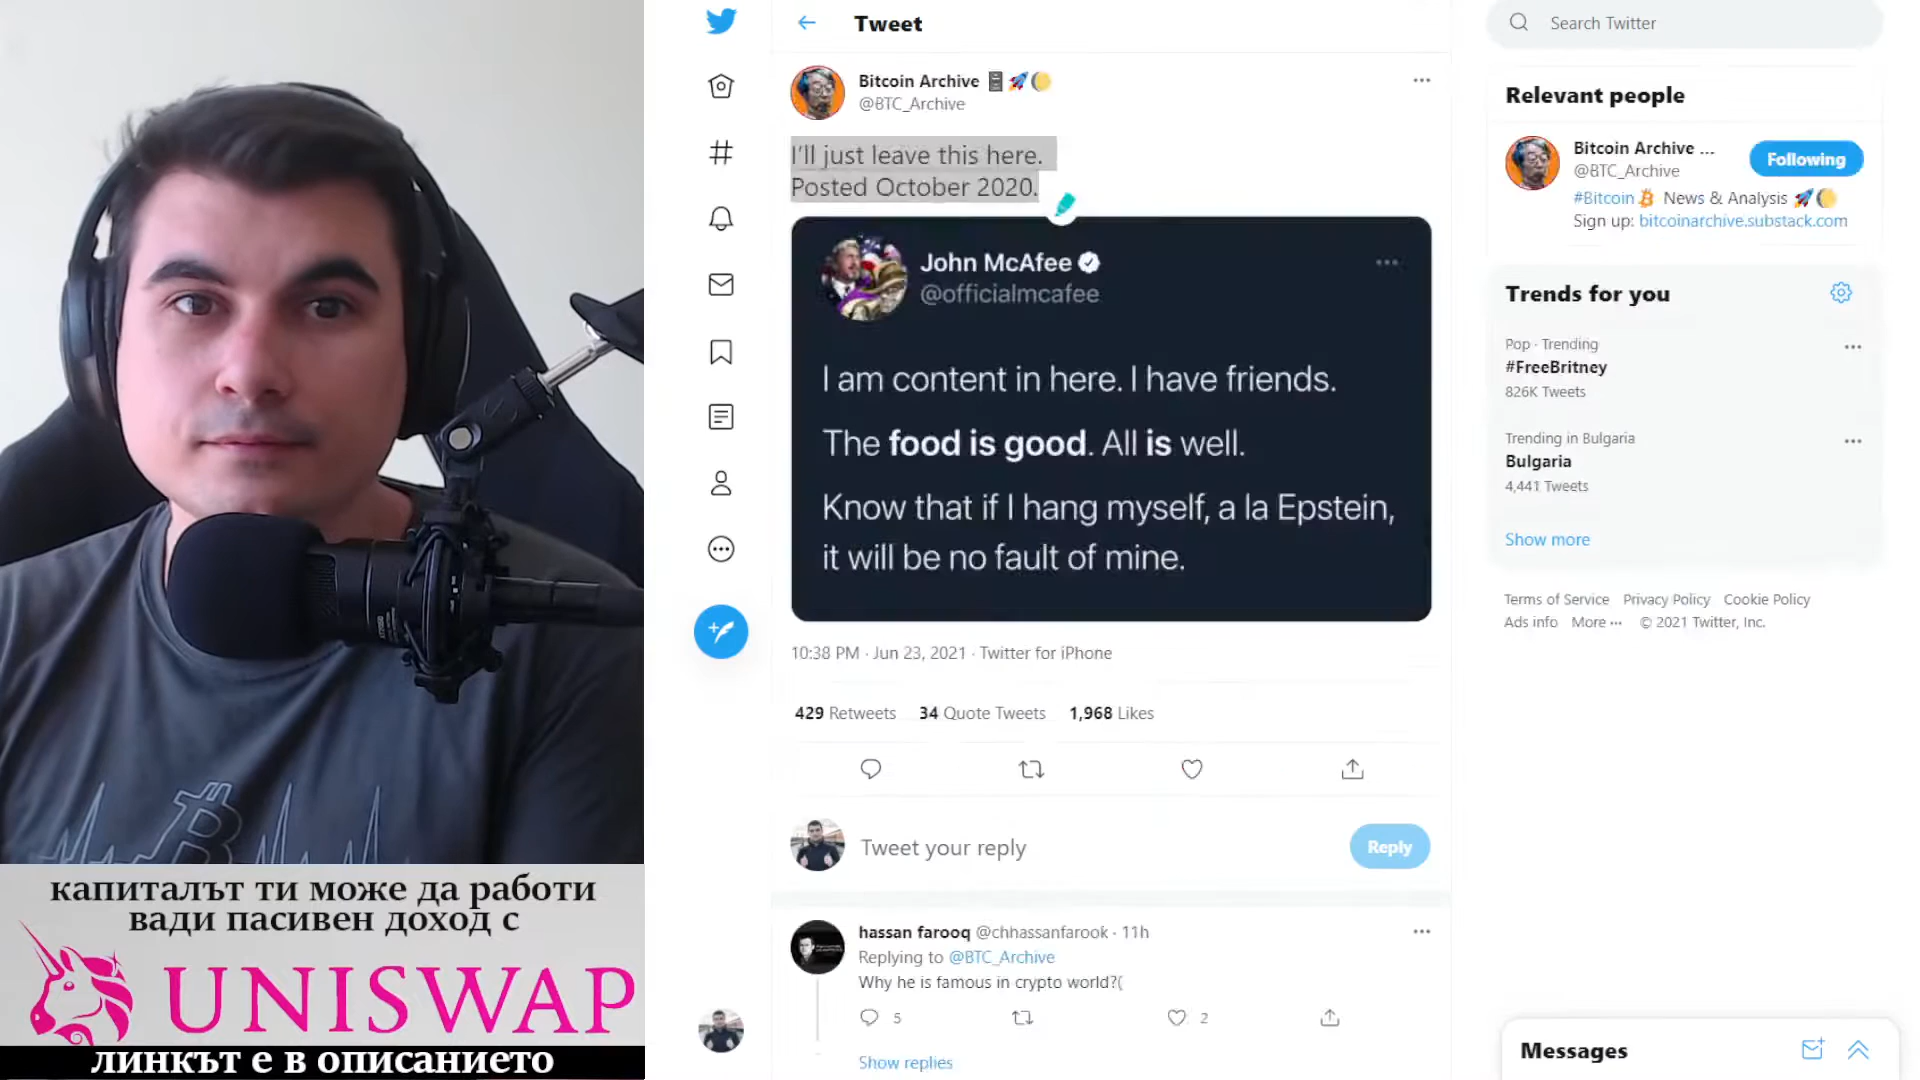 Tweet
Search Twitter
Bitcoin Archive
@BTC_Archive
I'll just leave this here.
Posted October 2020.
John McAfee
@officialmcafee
I am content in here. I have friends.
The food is good. All is well.
Know that if I hang myself, a la Epstein,
it will be no fault of mine.
10:38 PM · Jun 23, 2021 · Twitter for iPhone
429 Retweets 34 Quote Tweets 1,968 Likes
Tweet your reply
Reply
hassan farooq @chhassanfarook · 11h
Replying to @BTC_Archive
Why he is famous in crypto world?(
5 2
Show replies
Relevant people
Bitcoin Archive ...
@BTC_Archive
Following
#Bitcoin News & Analysis
Sign up: bitcoinarchive.substack.com
Trends for you
Pop · Trending
#FreeBritney
826K Tweets
Trending in Bulgaria
Bulgaria
4,441 Tweets
Show more
Terms of Service Privacy Policy Cookie Policy
Ads info More ··· © 2021 Twitter, Inc.
Messages
капиталът ти може да работи
вади пасивен доход с
UNISWAP
линкът е в описанието